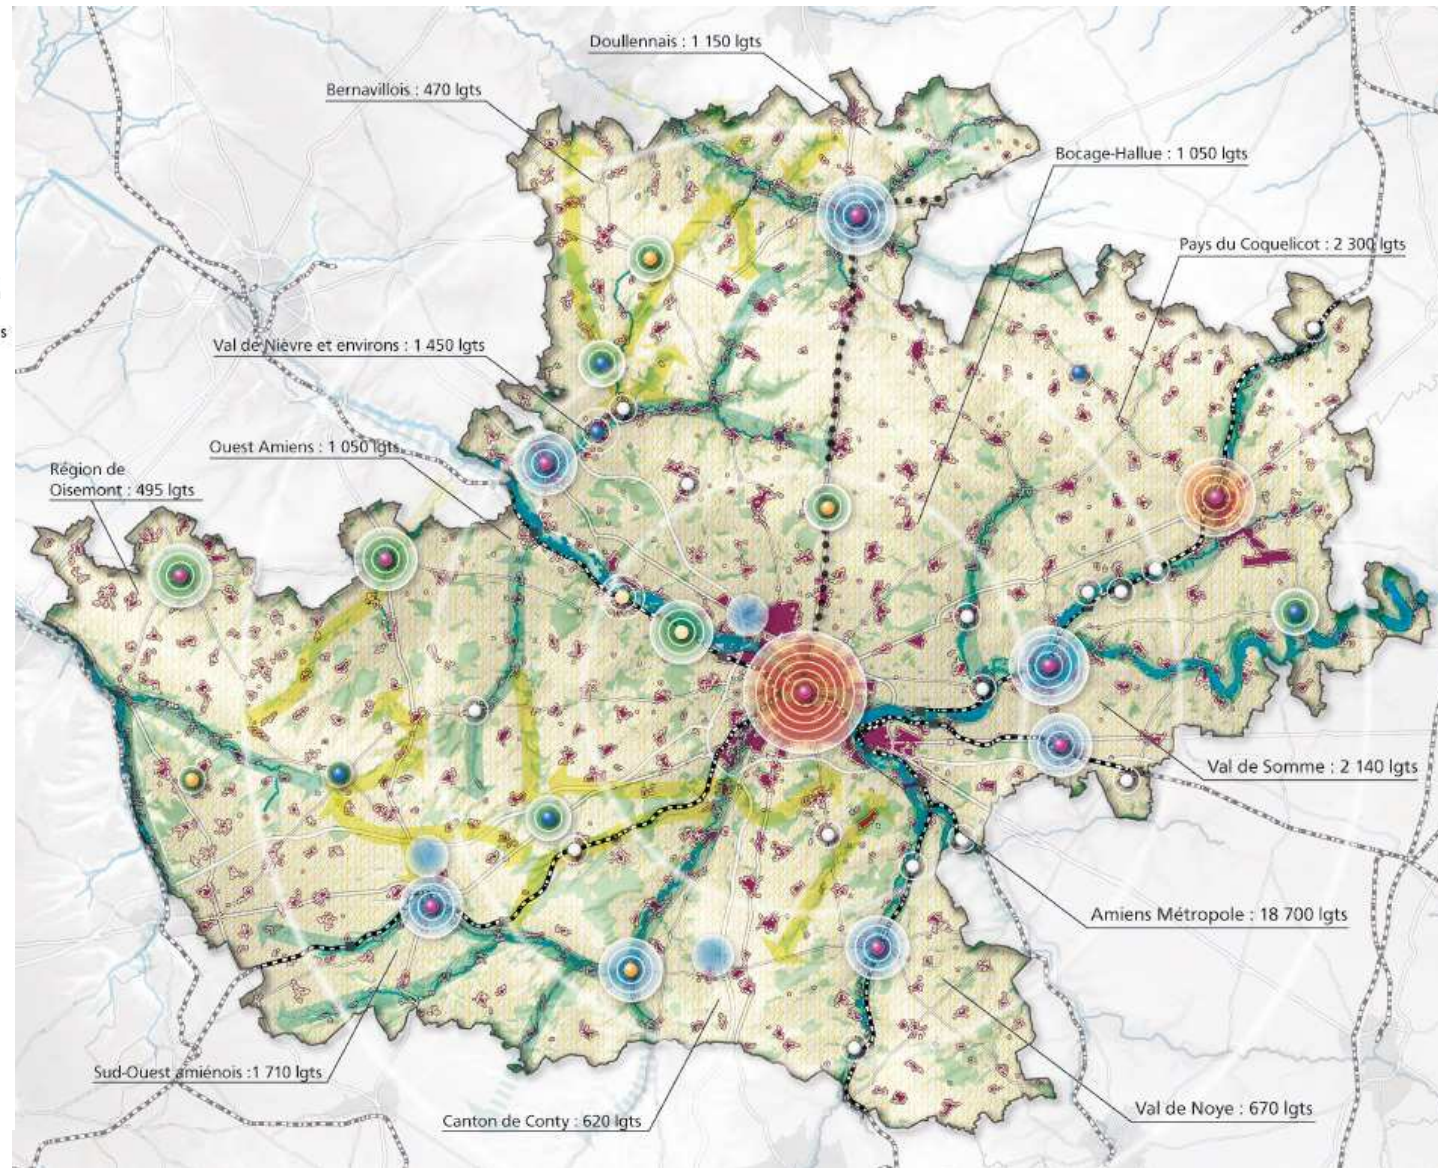 Doullennais : 1 150 lgts
Bernavillois : 470 lgts
Bocage-Hallue : 1 050 lgts
Pays du Coquelicot : 2 300 lgts
s
Val de Nièvre et environs : 1 450 lgts
Ouest Amiens : 1 050 lgts
Région de
Oisemont : 495 lgts
Val de Somme : 2 140 lgts
Amiens Métropole : 18 700 lgts
Sud-Ouest amiénois :1 710 lgts
Canton de Conty : 620 lgts
Val de Noye : 670 lgts